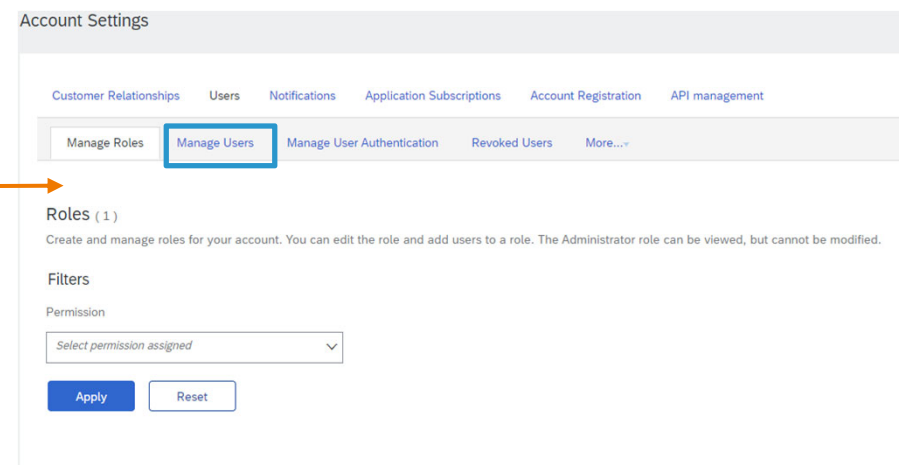 Account Settings
Customer Relationships Users Notifications Application Subscriptions Account Registration API management
Manage Roles Manage Users Manage User Authentication Revoked Users More...
Roles (1)
Create and manage roles for your account. You can edit the role and add users to a role. The Administrator role can be viewed, but cannot be modified.
Filters
Permission
Select permission assigned
Apply Reset